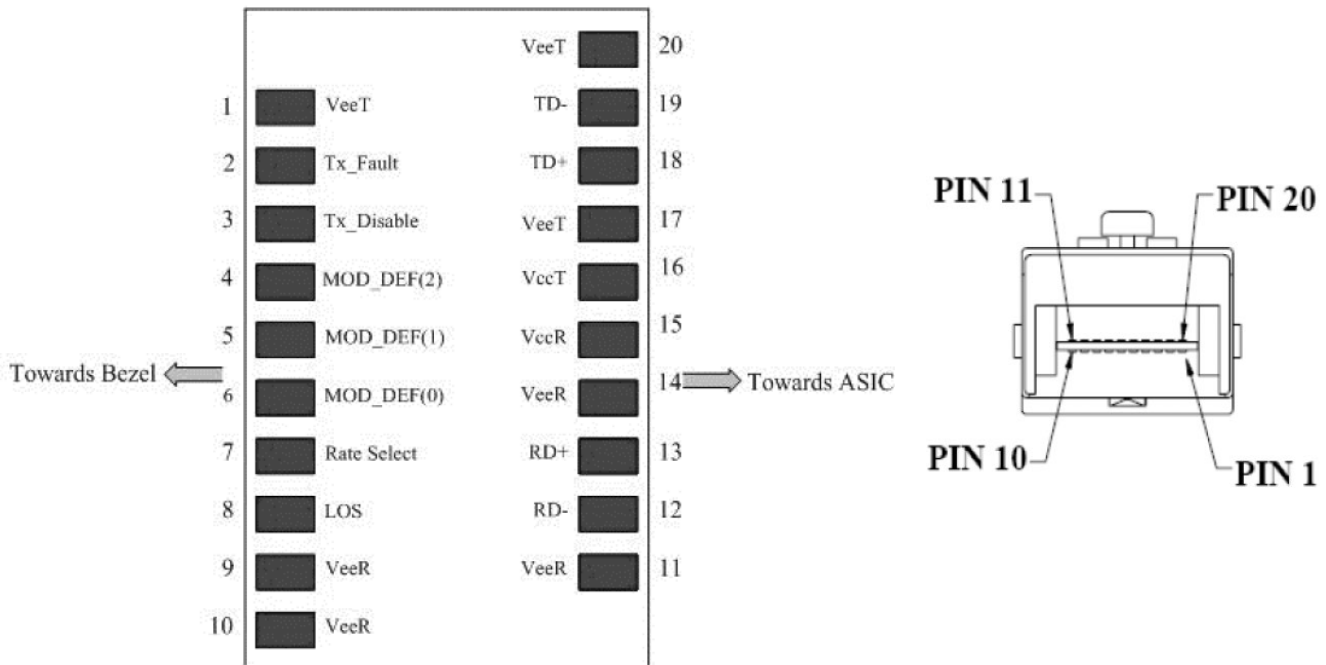 VeeT 20
1 VeeT TD- 19
2 Tx_Fault TD+ 18
3 Tx_Disable VeeT 17
4 MOD_DEF(2) VccT 16
5 MOD_DEF(1) VccR 15
Towards Bezel
6 MOD_DEF(0) VeeR 14
Towards ASIC
7 Rate Select RD+ 13
8 LOS RD- 12
9 VeeR VeeR 11
10 VeeR
PIN 11 PIN 20
PIN 10 PIN 1